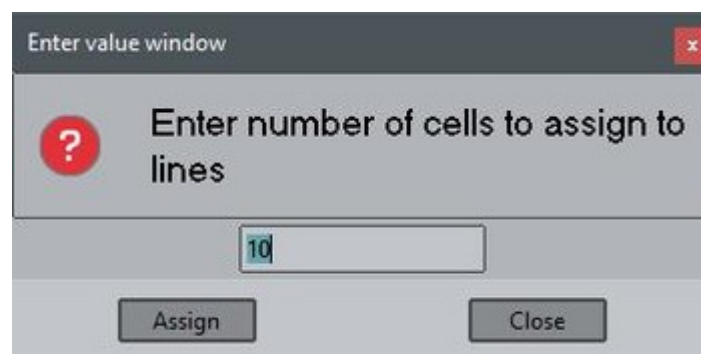 Enter value window x
? Enter number of cells to assign to
lines
10
Assign Close